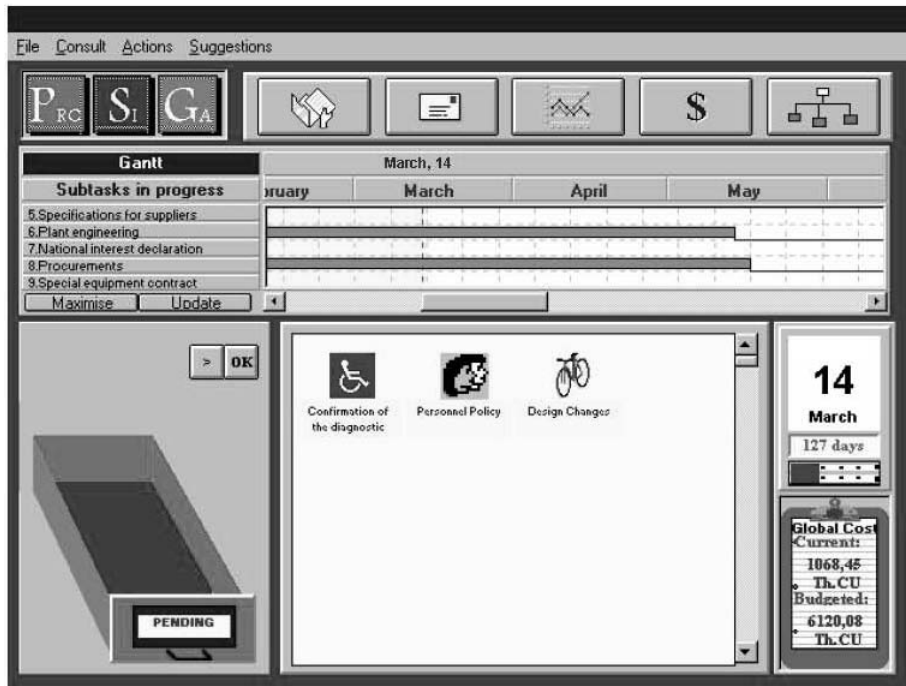 File Consult Actions Suggestions
PRC SI GA
$
Gantt
March, 14
Subtasks in progress
ruary March April May
5.Specifications for suppliers
6.Plant engineering
7.National interest declaration
8.Procurements
9.Special equipment contract
Maximise Update
> OK
PENDING
Confirmation of
the diagnostic
Personnel Policy
Design Changes
14
March
127 days
Global Cost
Current:
1068,45
Th.CU
Budgeted:
6120,08
Th.CU